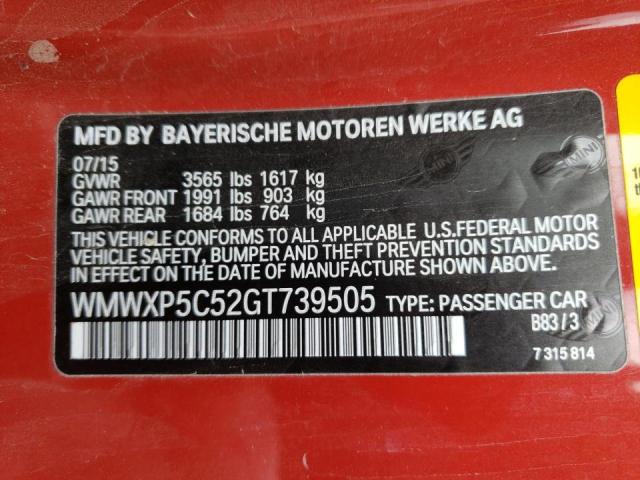 MFD BY BAYERISCHE MOTOREN WERKE AG
07/15
GVWR 3565 lbs 1617 kg
GAWR FRONT 1991 lbs 903 kg
GAWR REAR 1684 lbs 764 kg
THIS VEHICLE CONFORMS TO ALL APPLICABLE U.S.FEDERAL MOTOR
VEHICLE SAFETY, BUMPER AND THEFT PREVENTION STANDARDS
IN EFFECT ON THE DATE OF MANUFACTURE SHOWN ABOVE.
WMWXP5C52GT739505 TYPE: PASSENGER CAR
B83/3
7 315 814
MINI
MINI